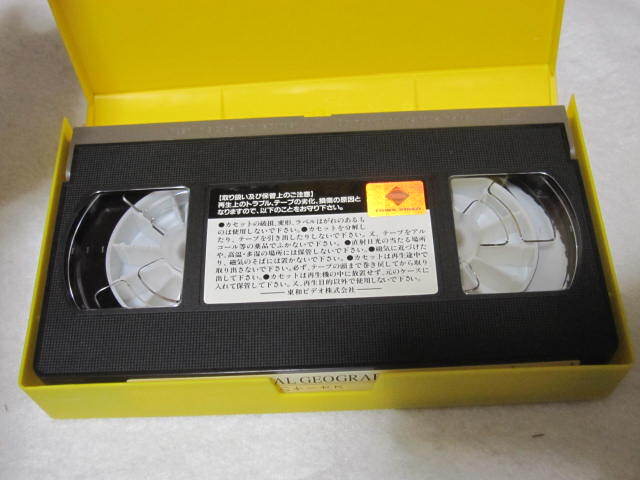 【取り扱い及び保管上のご注意】
再生上のトラブル、テープの劣化、損傷の原因と
なりますので、以下のことをお守り下さい。
●カセットの破損、変形、ラベルはがれのあるも
のは使用しないで下さい。●カセットを分解し
たり、テープを引き出したりしないで下さい。又、テープをアル
コール等の薬品でふかないで下さい。●直射日光の当たる場所
や、高温・多湿の場所には保管しないで下さい。●磁気に近づけた
り、磁気のそばには置かないで下さい。●カセットは再生途中で
取り出さないで下さい。必ず、テープの頭まで巻き戻してから取り
出して下さい。●カセットは再生機の中に放置せず、元のケースに
入れて保管して下さい。又、再生目的以外で使用しないで下さい。
東和ビデオ株式会社
AL GEOGRAP